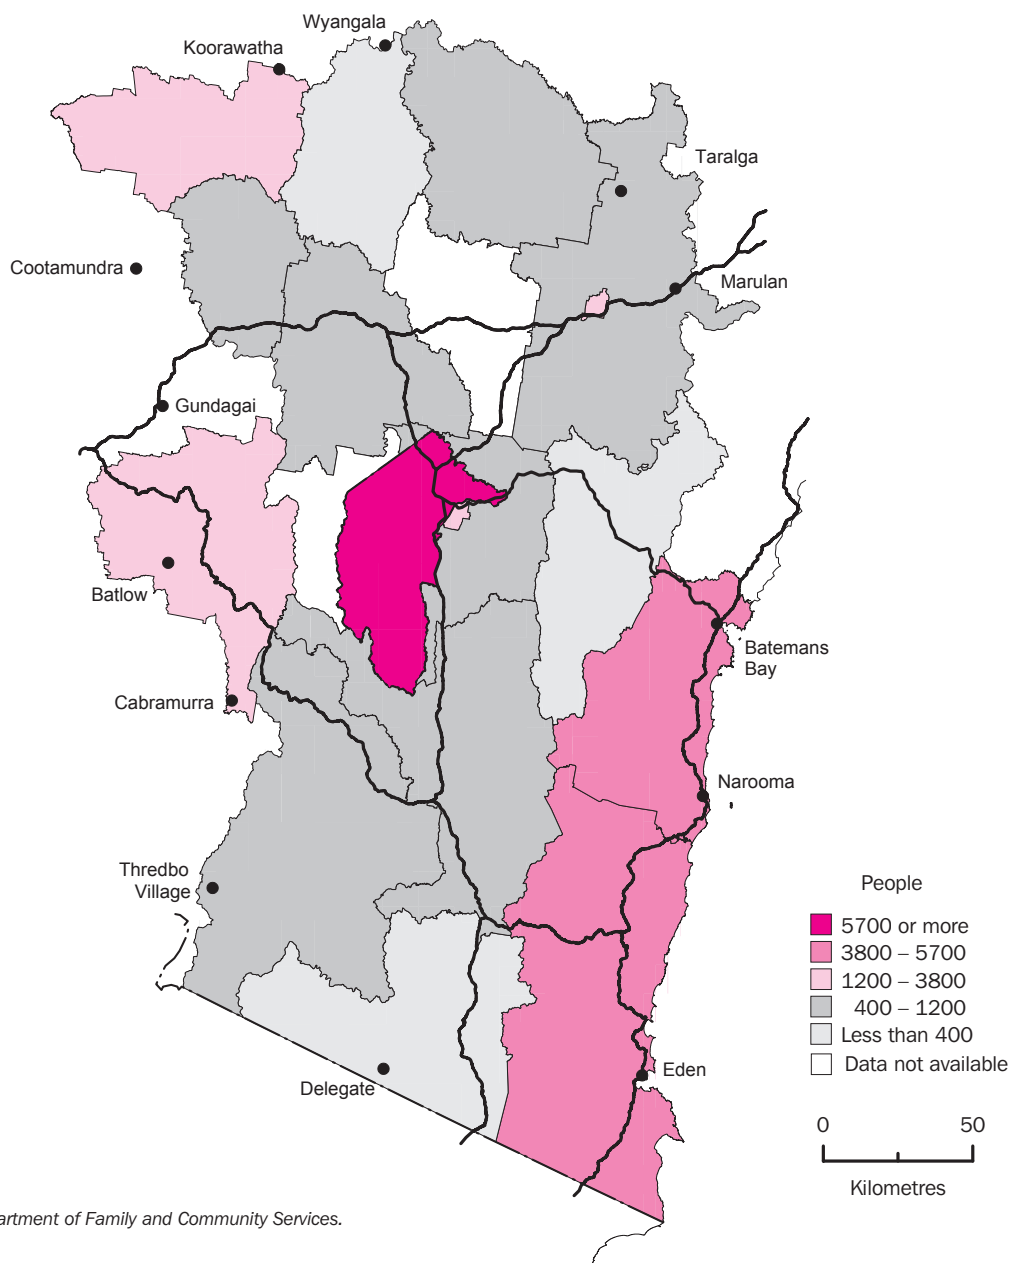 Wyangala
Koorawatha
Taralga
Cootamundra
Marulan
Gundagai
Batlow
Batemans
Bay
Cabramurra
Narooma
Thredbo
Village
Eden
Delegate
People
5700 or more
3800 – 5700
1200 – 3800
400 – 1200
Less than 400
Data not available
0 50
Kilometres
artment of Family and Community Services.